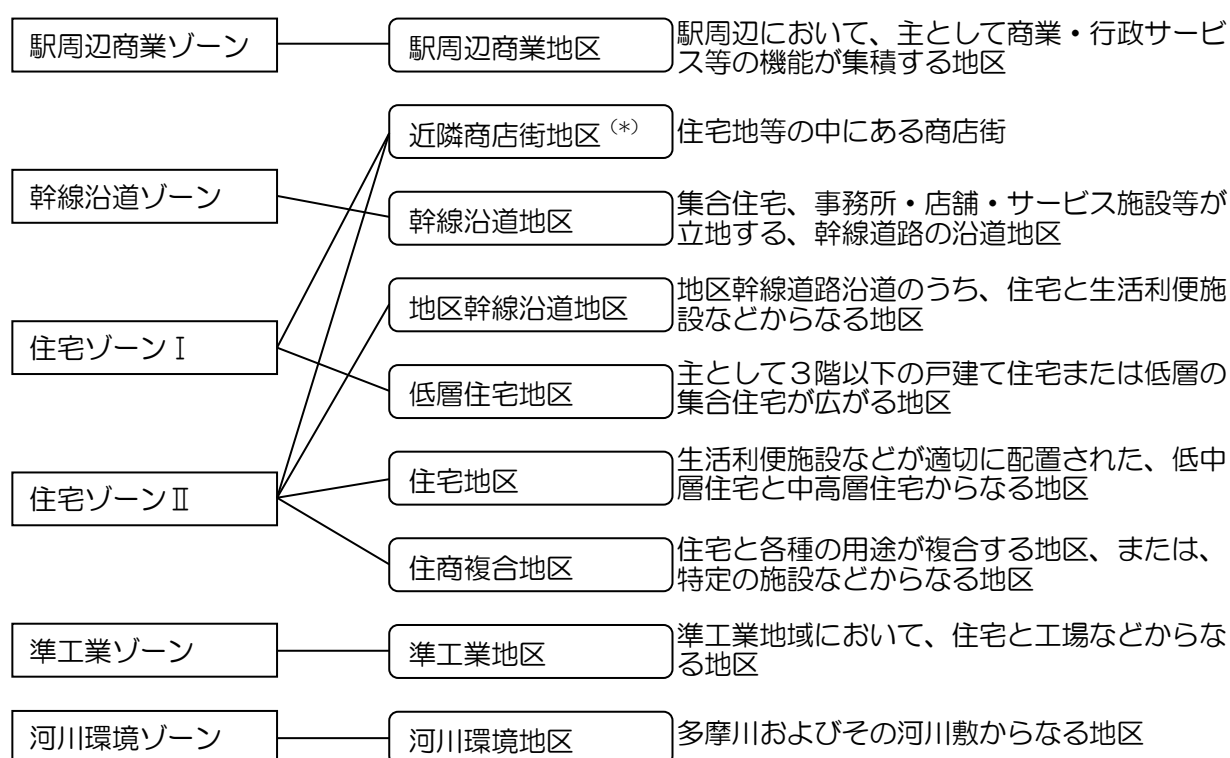 駅周辺商業ゾーン
駅周辺商業地区
駅周辺において、主として商業・行政サービ
ス等の機能が集積する地区
近隣商店街地区(*)
住宅地等の中にある商店街
幹線沿道ゾーン
幹線沿道地区
集合住宅、事務所・店舗・サービス施設等が
立地する、幹線道路の沿道地区
地区幹線沿道地区
地区幹線道路沿道のうち、住宅と生活利便施
設などからなる地区
住宅ゾーンⅠ
低層住宅地区
主として３階以下の戸建て住宅または低層の
集合住宅が広がる地区
住宅ゾーンⅡ
住宅地区
生活利便施設などが適切に配置された、低中
層住宅と中高層住宅からなる地区
住商複合地区
住宅と各種の用途が複合する地区、または、
特定の施設などからなる地区
準工業ゾーン
準工業地区
準工業地域において、住宅と工場などからな
る地区
河川環境ゾーン
河川環境地区
多摩川およびその河川敷からなる地区